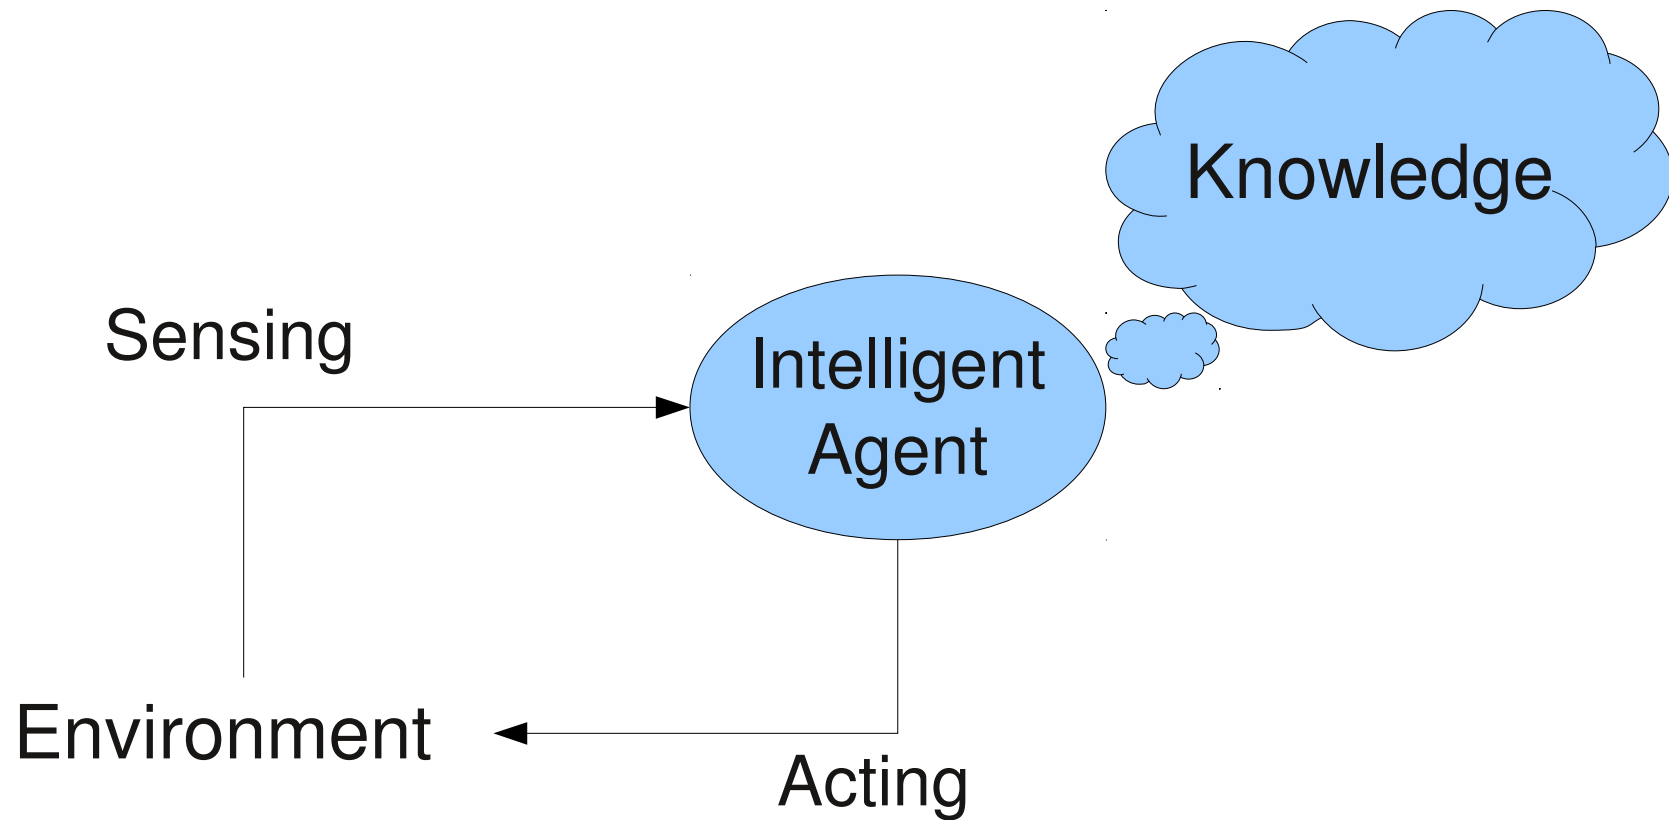 Knowledge
Sensing
Intelligent
Agent
Environment
Acting